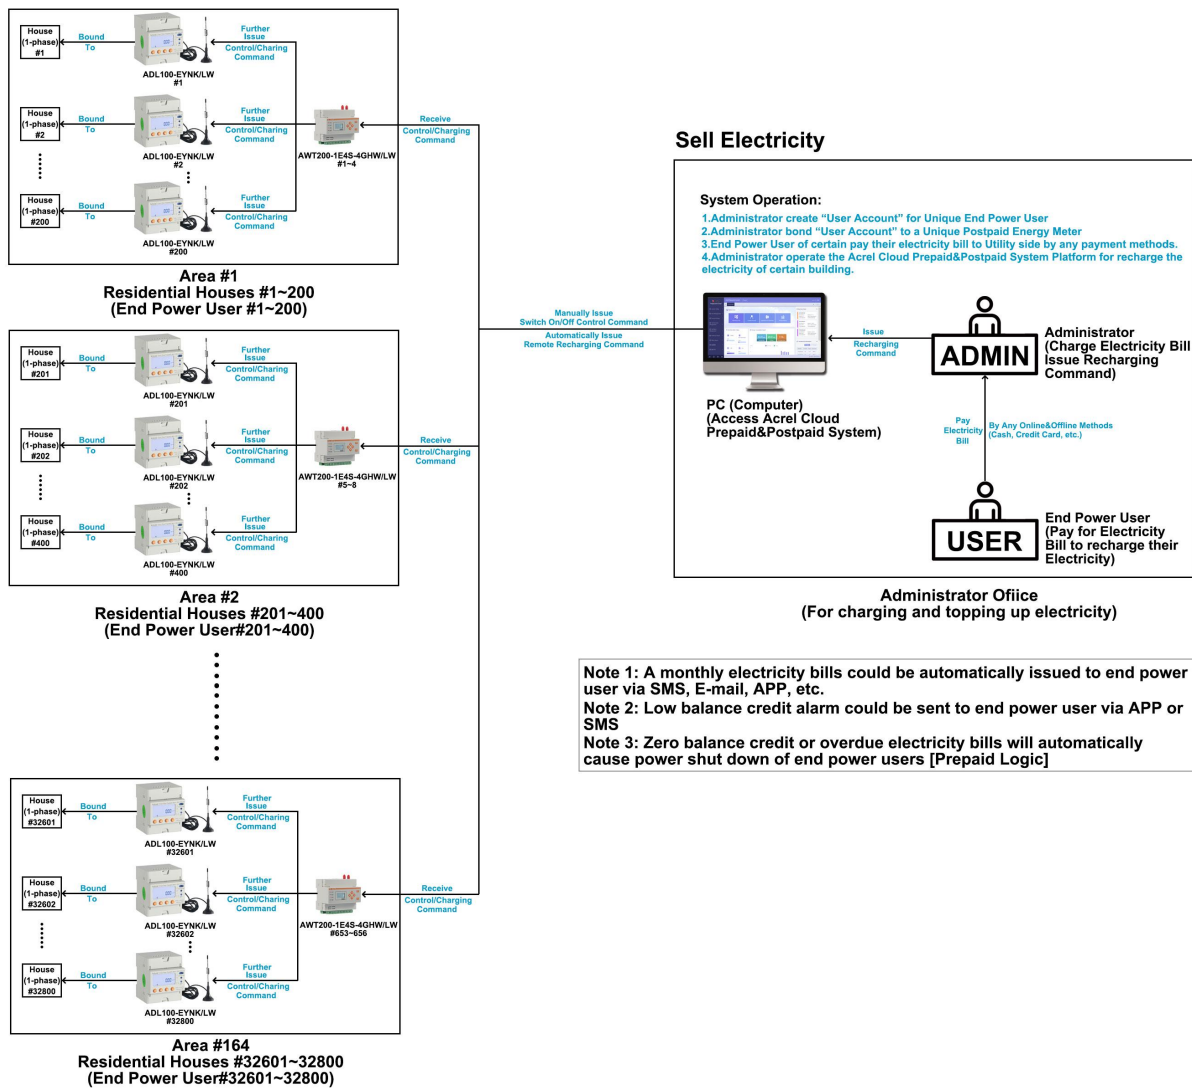 House
(1-phase)
#1
Bound
To
ADL100-EYNK/LW
#1
Further
Issue
Control/Charing
Command
House
(1-phase)
#2
Bound
To
ADL100-EYNK/LW
#2
Further
Issue
Control/Charing
Command
AWT200-1E4S-4GHW/LW
#1~4
Receive
Control/Charging
Command
House
(1-phase)
#200
Bound
To
ADL100-EYNK/LW
#200
Further
Issue
Control/Charing
Command
Area #1
Residential Houses #1~200
(End Power User #1~200)
House
(1-phase)
#201
Bound
To
ADL100-EYNK/LW
#201
Further
Issue
Control/Charing
Command
House
(1-phase)
#202
Bound
To
ADL100-EYNK/LW
#202
Further
Issue
Control/Charing
Command
AWT200-1E4S-4GHW/LW
#5~8
Receive
Control/Charging
Command
House
(1-phase)
#400
Bound
To
ADL100-EYNK/LW
#400
Further
Issue
Control/Charing
Command
Area #2
Residential Houses #201~400
(End Power User#201~400)
House
(1-phase)
#32601
Bound
To
ADL100-EYNK/LW
#32601
Further
Issue
Control/Charing
Command
House
(1-phase)
#32602
Bound
To
ADL100-EYNK/LW
#32602
Further
Issue
Control/Charing
Command
AWT200-1E4S-4GHW/LW
#653~656
Receive
Control/Charging
Command
House
(1-phase)
#32800
Bound
To
ADL100-EYNK/LW
#32800
Further
Issue
Control/Charing
Command
Area #164
Residential Houses #32601~32800
(End Power User#32601~32800)
Manually Issue
Switch On/Off Control Command
Automatically Issue
Remote Recharging Command
Sell Electricity
System Operation:
1.Administrator create “User Account” for Unique End Power User
2.Administrator bond “User Account” to a Unique Postpaid Energy Meter
3.End Power User of certain pay their electricity bill to Utility side by any payment methods.
4.Administrator operate the Acrel Cloud Prepaid&Postpaid System Platform for recharge the
electricity of certain building.
PC (Computer)
(Access Acrel Cloud
Prepaid&Postpaid System)
Issue
Recharging
Command
ADMIN
Administrator
(Charge Electricity Bill
Issue Recharging
Command)
Pay
Electricity
Bill
By Any Online&Offline Methods
(Cash, Credit Card, etc.)
USER
End Power User
(Pay for Electricity
Bill to recharge their
Electricity)
Administrator Ofiice
(For charging and topping up electricity)
Note 1: A monthly electricity bills could be automatically issued to end power
user via SMS, E-mail, APP, etc.
Note 2: Low balance credit alarm could be sent to end power user via APP or
SMS
Note 3: Zero balance credit or overdue electricity bills will automatically
cause power shut down of end power users [Prepaid Logic]